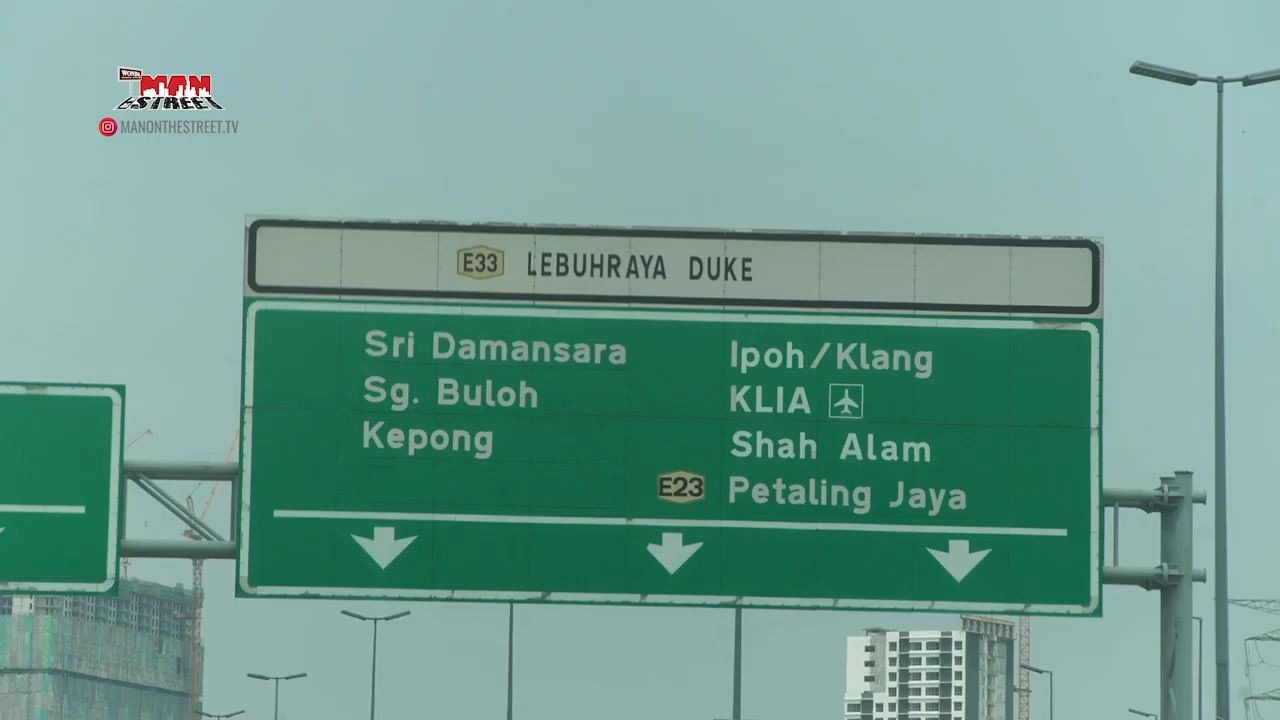 WONDA
MAN
STREET
MANONTHESTREET.TV
E33 LEBUHRAYA DUKE
Sri Damansara
Sg. Buloh
Kepong
Ipoh/Klang
KLIA
Shah Alam
E23 Petaling Jaya